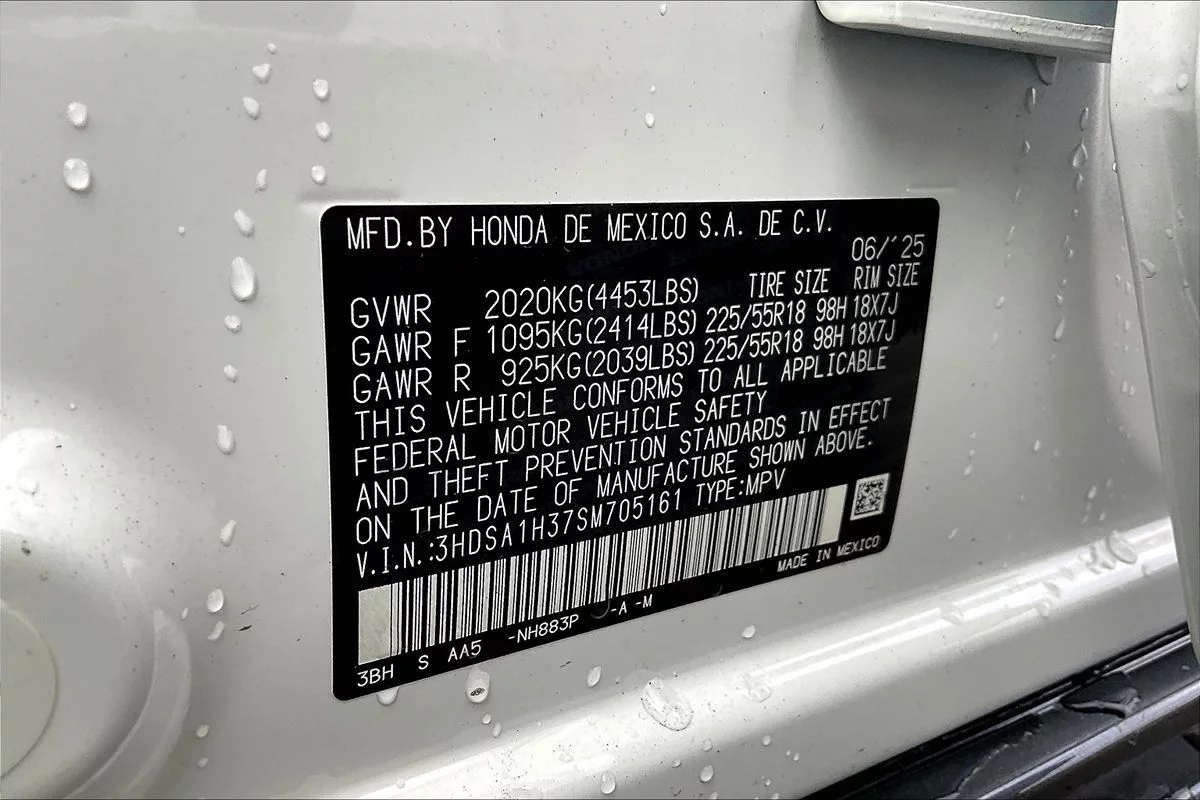 MFD.BY HONDA DE MEXICO S.A. DE C.V.
06/'25
GVWR 2020KG(4453LBS) TIRE SIZE RIM SIZE
GAWR F 1095KG(2414LBS) 225/55R18 98H 18X7J
GAWR R 925KG(2039LBS) 225/55R18 98H 18X7J
THIS VEHICLE CONFORMS TO ALL APPLICABLE
FEDERAL MOTOR VEHICLE SAFETY
AND THEFT PREVENTION STANDARDS IN EFFECT
ON THE DATE OF MANUFACTURE SHOWN ABOVE.
V.I.N.:3HDSA1H37SM705161 TYPE:MPV
MADE IN MEXICO
3BH S AA5 -NH883P -A -M